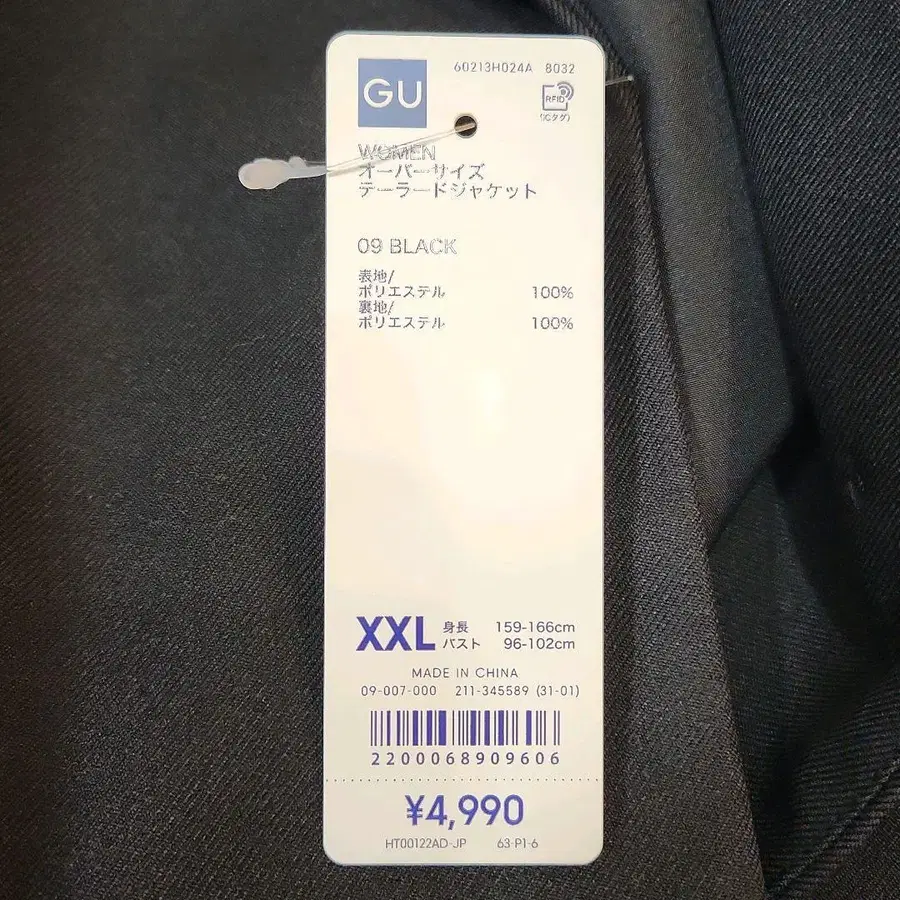 GU
60213H024A 8032
RFID
(ICタグ)
WOMEN
オーバーサイズ
テーラードジャケット
09 BLACK
表地/
ポリエステル 100%
裏地/
ポリエステル 100%
XXL 身長 159-166cm
バスト 96-102cm
MADE IN CHINA
09-007-000 211-345589 (31-01)
2200068909606
¥4,990
HT00122AD-JP 63-P1-6